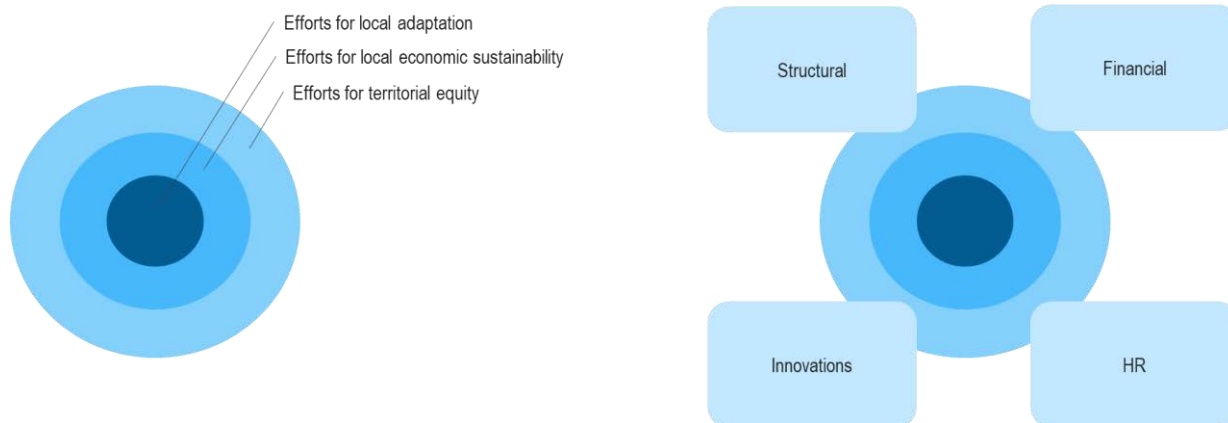 Efforts for local adaptation
Efforts for local economic sustainability
Efforts for territorial equity
Structural
Financial
Innovations
HR